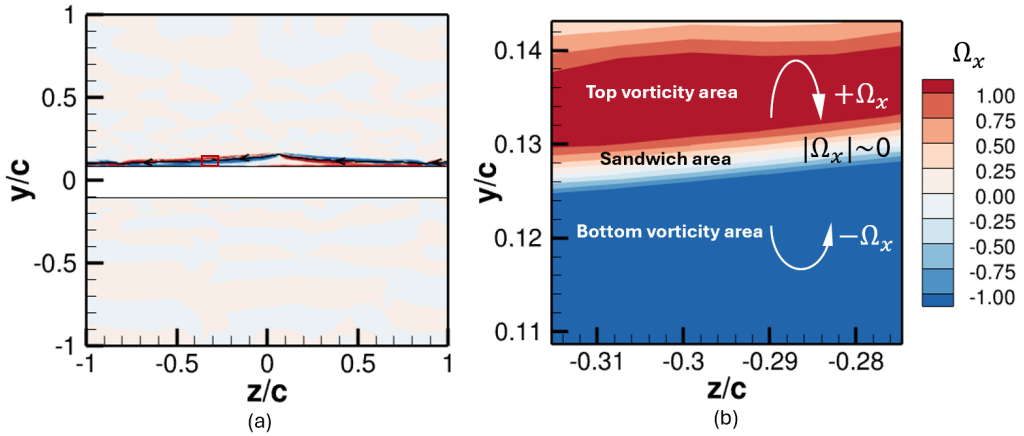 1
0.5
0
-0.5
-1
y/c
-1
-0.5
0
0.5
1
z/c
(a)
0.14
0.13
0.12
0.11
y/c
Top vorticity area
+Ωₓ
Sandwich area
|Ωₓ|~0
Bottom vorticity area
−Ωₓ
-0.31
-0.3
-0.29
-0.28
z/c
(b)
Ωₓ
1.00
0.75
0.50
0.25
0.00
-0.25
-0.50
-0.75
-1.00